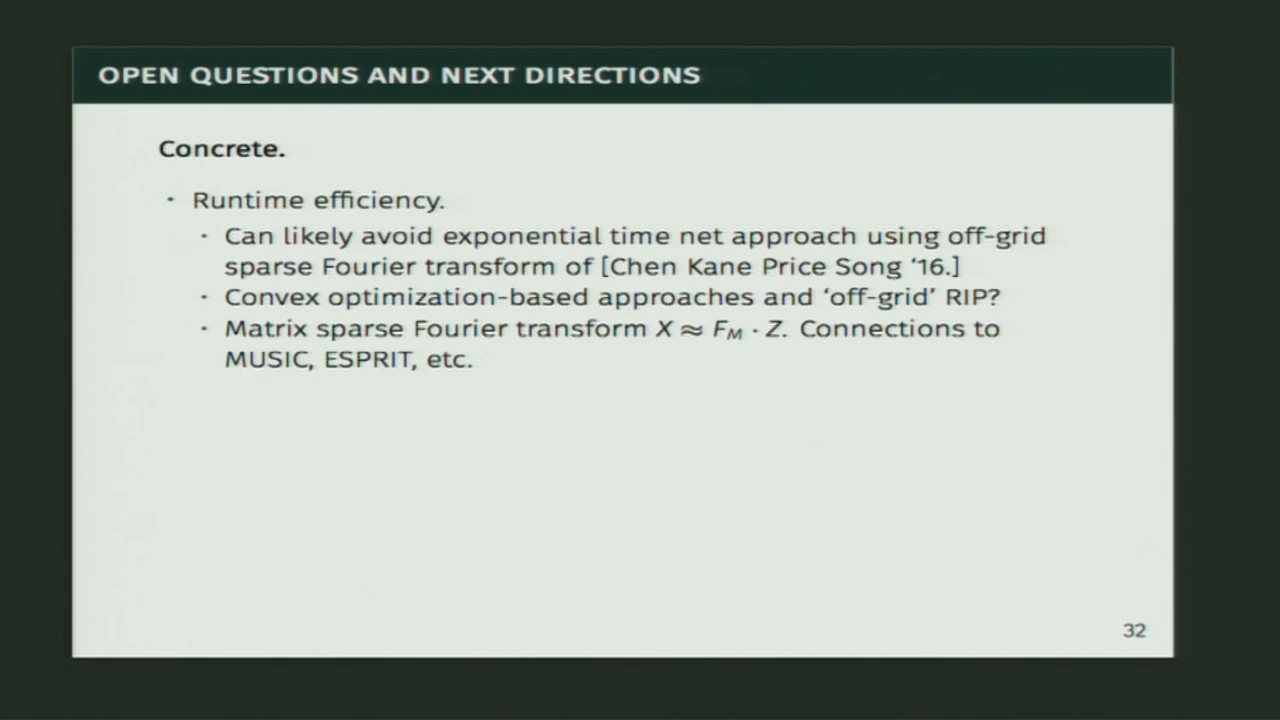 OPEN QUESTIONS AND NEXT DIRECTIONS
Concrete.
· Runtime efficiency.
· Can likely avoid exponential time net approach using off-grid
sparse Fourier transform of [Chen Kane Price Song ‘16.]
· Convex optimization-based approaches and ‘off-grid’ RIP?
· Matrix sparse Fourier transform X ≈ F_M · Z. Connections to
MUSIC, ESPRIT, etc.
32